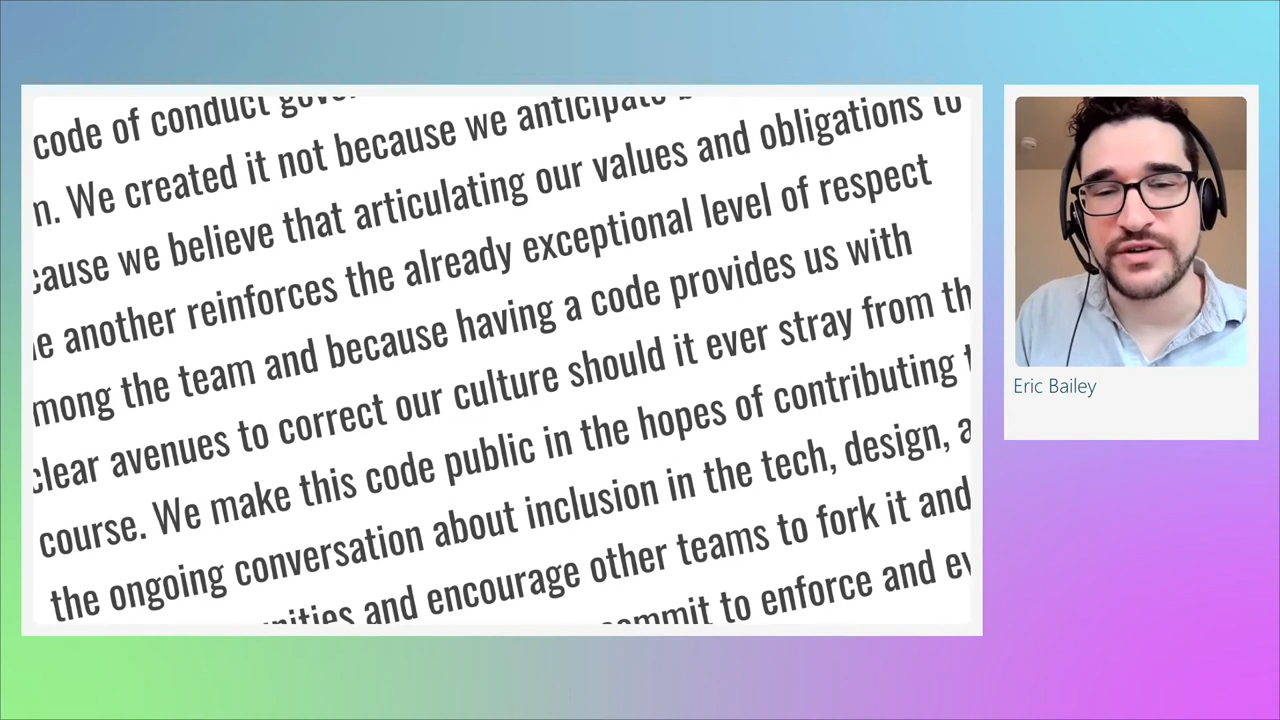 code of conduct
n. We created it not because we anticipate
cause we believe that articulating our values and obligations to
another reinforces the already exceptional level of respect
mong the team and because having a code provides us with
clear avenues to correct our culture should it ever stray from th
course. We make this code public in the hopes of contributing
the ongoing conversation about inclusion in the tech, design, a
nities and encourage other teams to fork it and
commit to enforce and ev
Eric Bailey